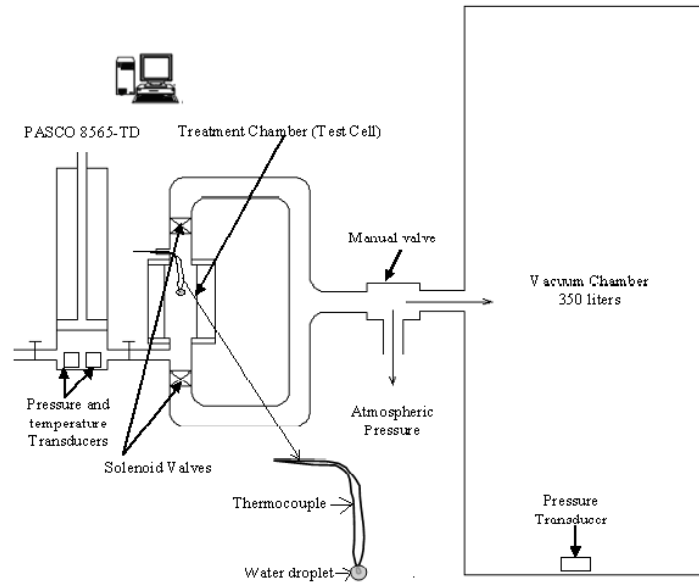 PASCO 8565-TD
Treatment Chamber (Test Cell)
Manual valve
Vacuum Chamber
350 liters
Pressure and
temperature
Transducers
Solenoid Valves
Atmospheric
Pressure
Thermocouple
Water droplet
Pressure
Transducer